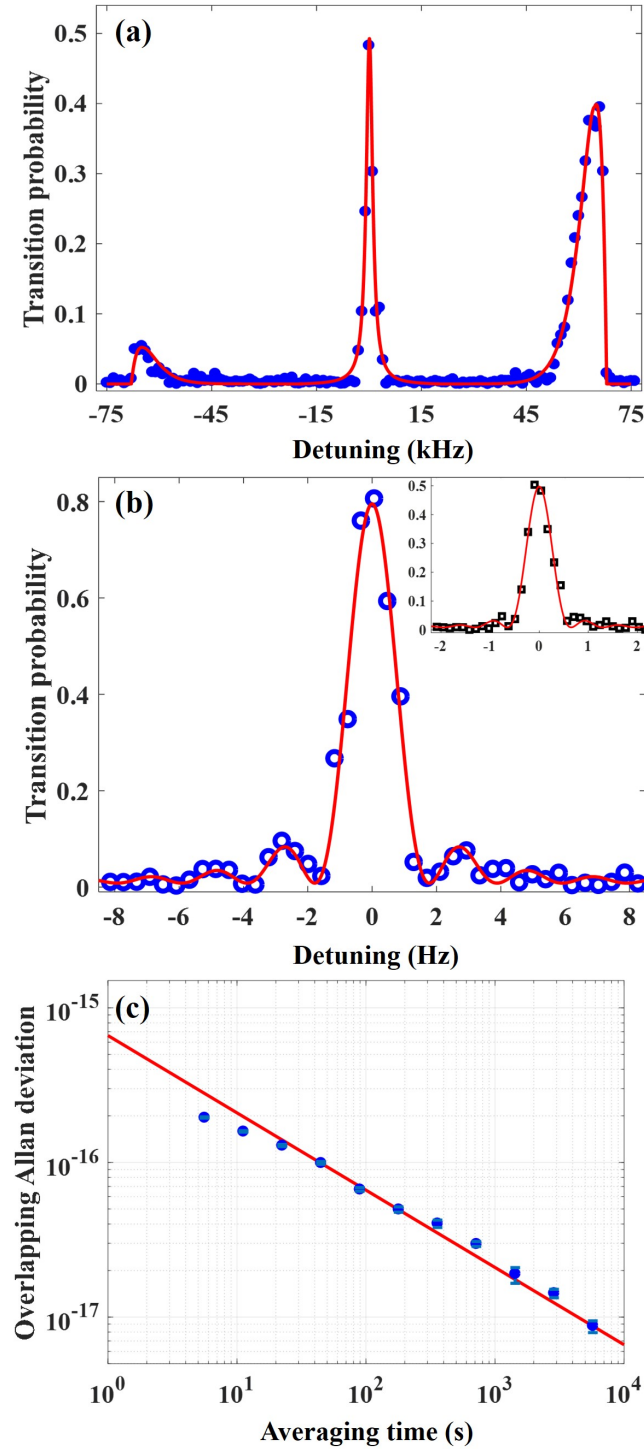 (a)
Transition probability
0.5
0.4
0.3
0.2
0.1
0
-75 -45 -15 15 45 75
Detuning (kHz)
(b)
Transition probability
0.8
0.6
0.4
0.2
0
-8 -6 -4 -2 0 2 4 6 8
Detuning (Hz)
0.5
0.4
0.3
0.2
0.1
0
-2 -1 0 1 2
(c)
Overlapping Allan deviation
10^-15
10^-16
10^-17
10^0 10^1 10^2 10^3 10^4
Averaging time (s)